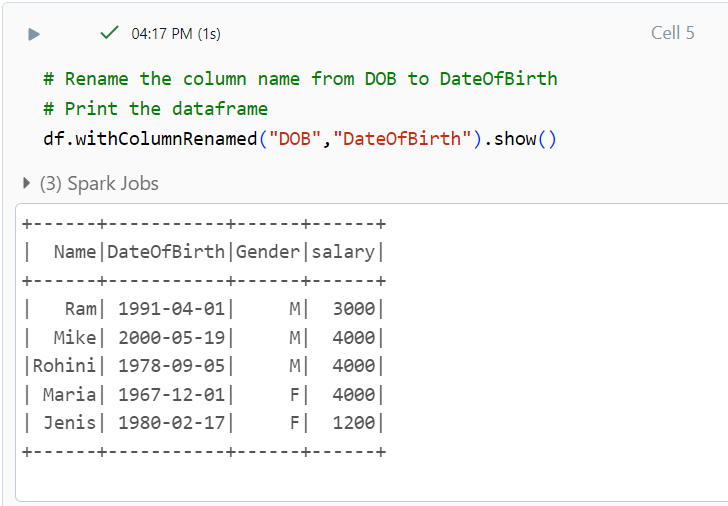 04:17 PM (1s) Cell 5
# Rename the column name from DOB to DateOfBirth
# Print the dataframe
df.withColumnRenamed("DOB","DateOfBirth").show()
(3) Spark Jobs
+------+-----------+------+------+
|  Name|DateOfBirth|Gender|salary|
+------+-----------+------+------+
|   Ram| 1991-04-01|     M|  3000|
|  Mike| 2000-05-19|     M|  4000|
|Rohini| 1978-09-05|     M|  4000|
| Maria| 1967-12-01|     F|  4000|
| Jenis| 1980-02-17|     F|  1200|
+------+-----------+------+------+